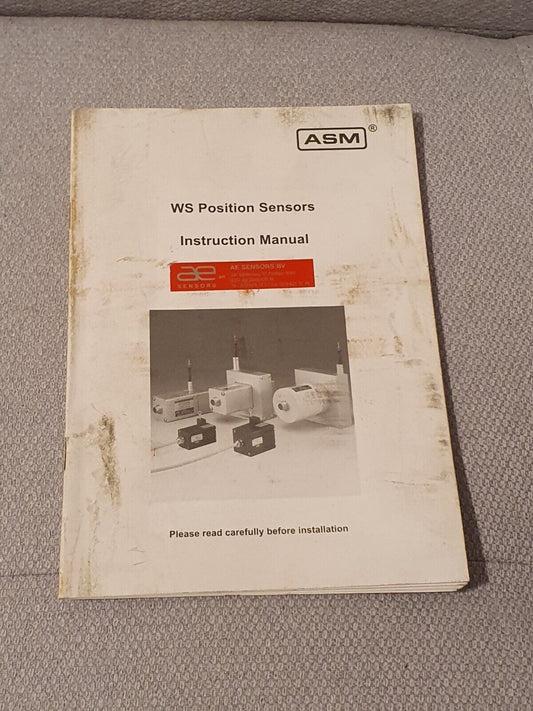 ASM®
WS Position Sensors
Instruction Manual
ae
SENSORS
AE SENSORS BV
Please read carefully before installation